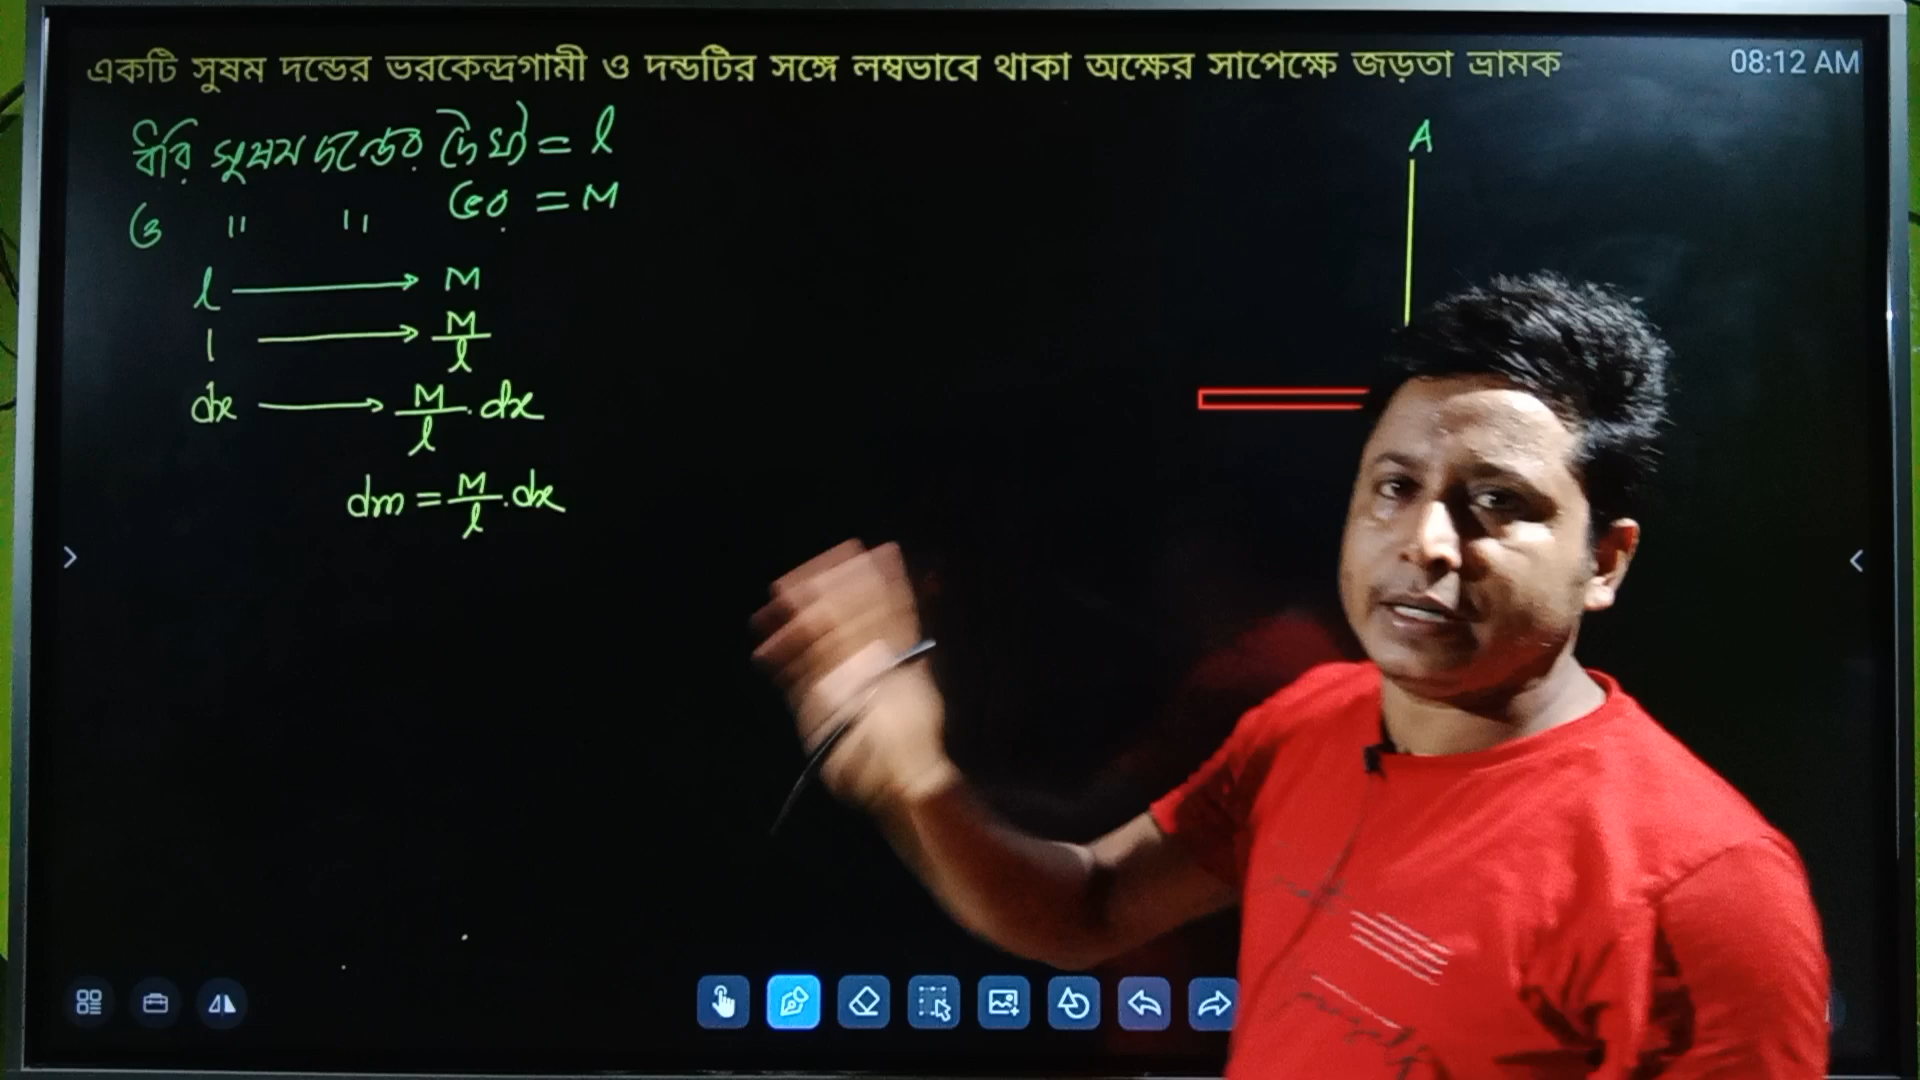 একটি সুষম দন্ডের ভরকেন্দ্রগামী ও দন্ডটির সঙ্গে লম্বভাবে থাকা অক্ষের সাপেক্ষে জড়তা ভ্রামক
08:12 AM
ধরি সুষম দন্ডের দৈর্ঘ্য = l
ও " " ভর = M
l ⟶ M
1 ⟶ M/l
dx ⟶ M/l . dx
dm = M/l . dx
A